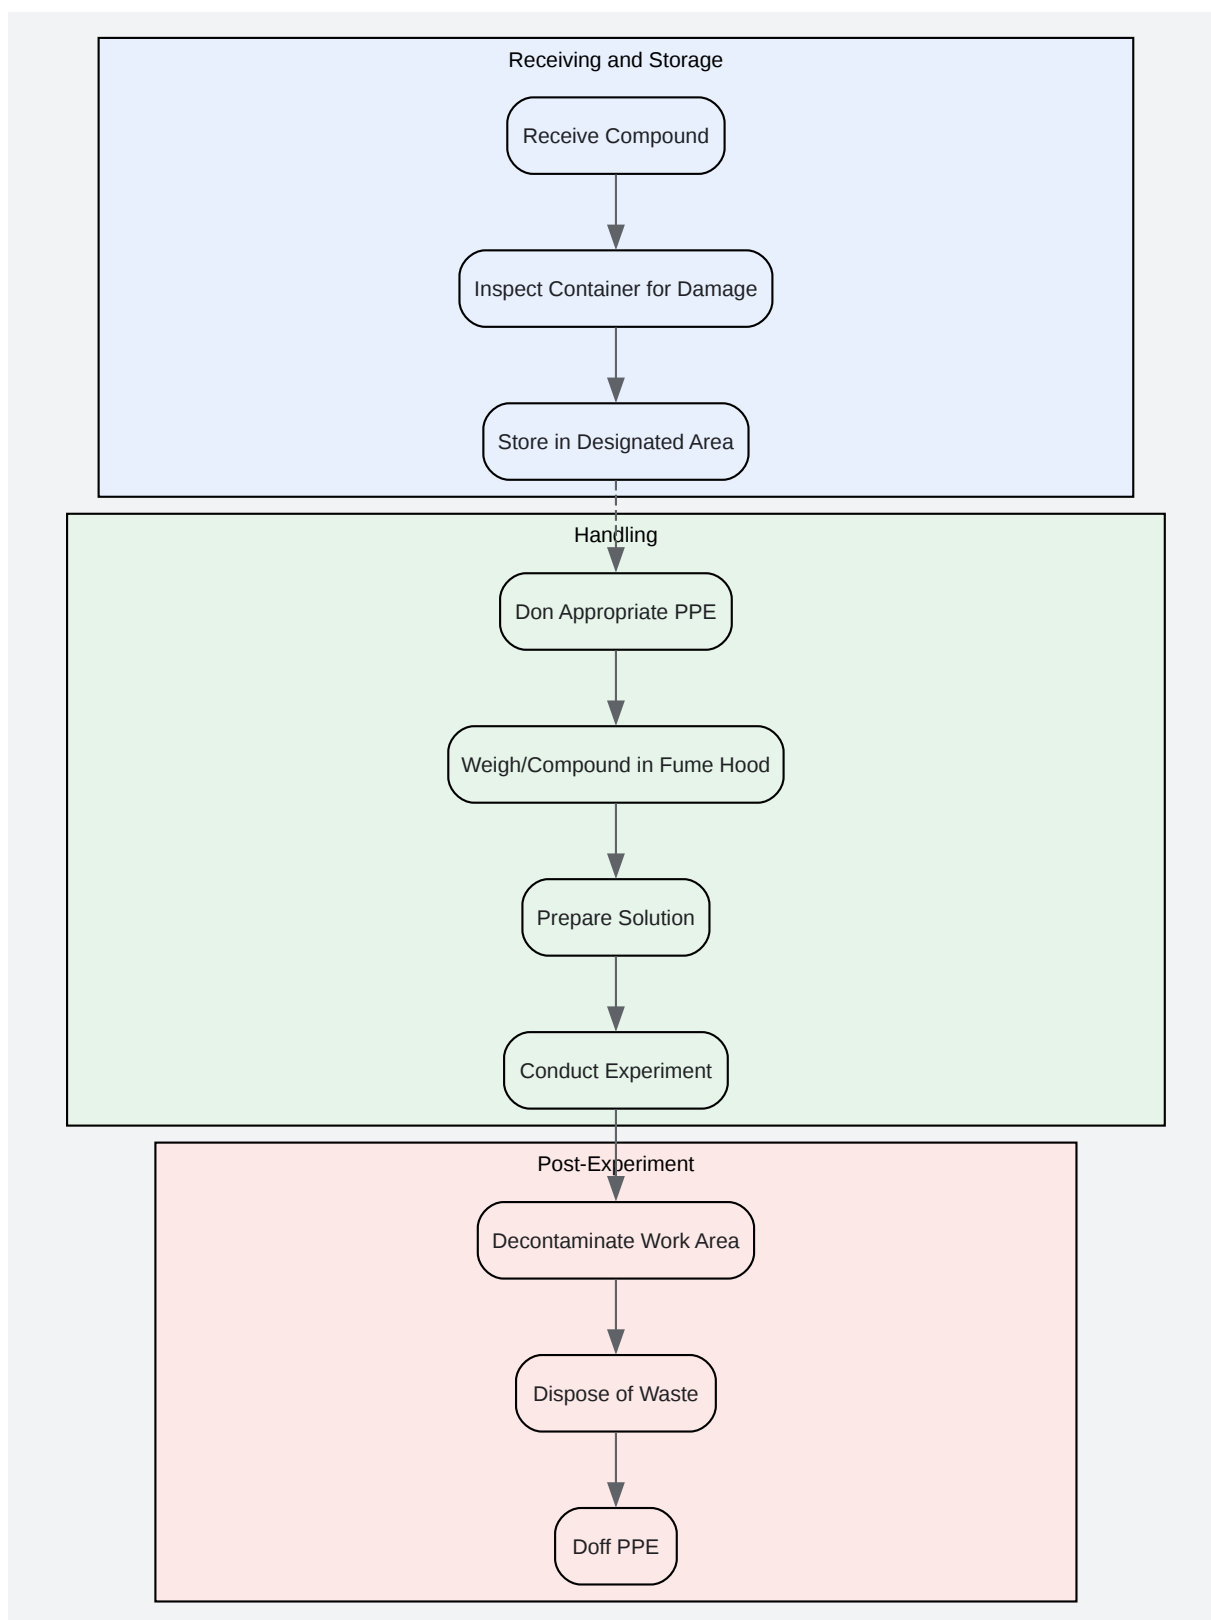 Receiving and Storage
Receive Compound
Inspect Container for Damage
Store in Designated Area
Handling
Don Appropriate PPE
Weigh/Compound in Fume Hood
Prepare Solution
Conduct Experiment
Post-Experiment
Decontaminate Work Area
Dispose of Waste
Doff PPE